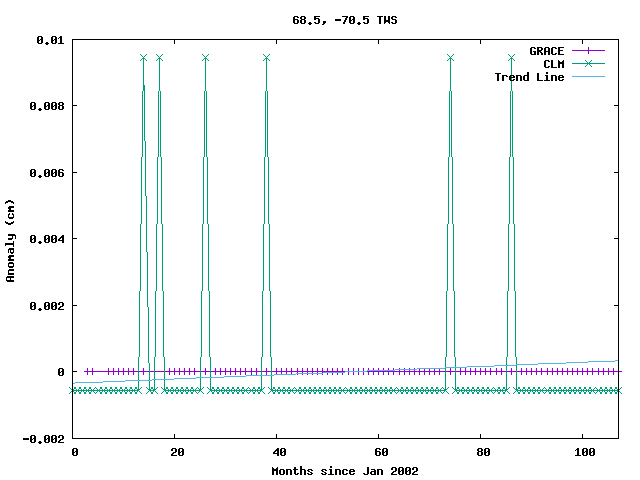 68.5, -70.5 TWS
0.01
0.008
0.006
0.004
0.002
0
-0.002
Anomaly (cm)
GRACE
CLM
Trend Line
0 20 40 60 80 100
Months since Jan 2002